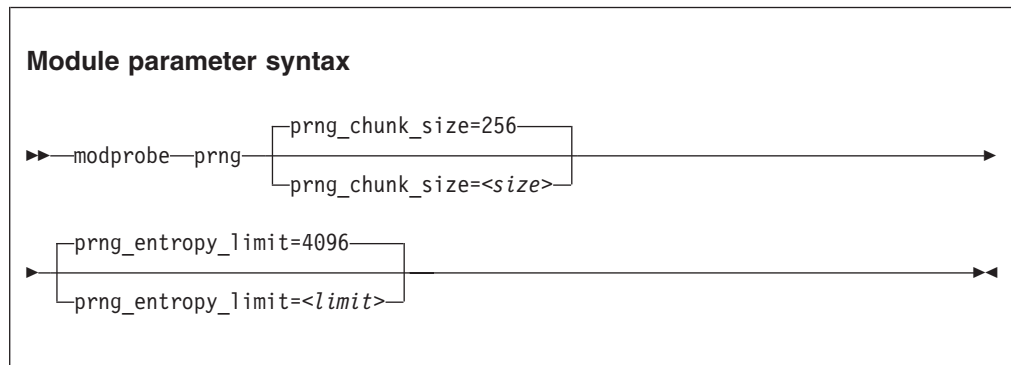 Module parameter syntax
prng_chunk_size=256
modprobe prng
prng_chunk_size=<size>
prng_entropy_limit=4096
prng_entropy_limit=<limit>